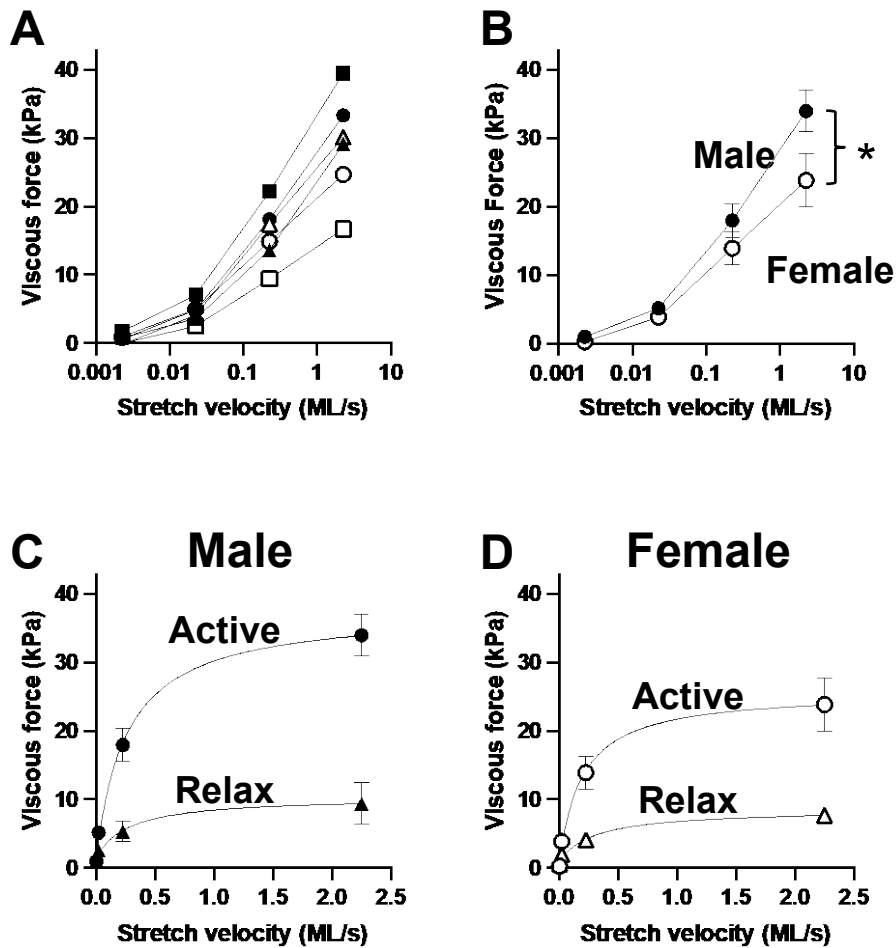 A
Viscous force (kPa)
40
30
20
10
0
0.001
0.01
0.1
1
10
Stretch velocity (ML/s)
B
Viscous Force (kPa)
40
30
20
10
0
Male
*
Female
0.001
0.01
0.1
1
10
Stretch velocity (ML/s)
C
Male
Viscous force (kPa)
40
30
20
10
0
Active
Relax
0.0
0.5
1.0
1.5
2.0
2.5
Stretch velocity (ML/s)
D
Female
Viscous force (kPa)
40
30
20
10
0
Active
Relax
0.0
0.5
1.0
1.5
2.0
2.5
Stretch velocity (ML/s)